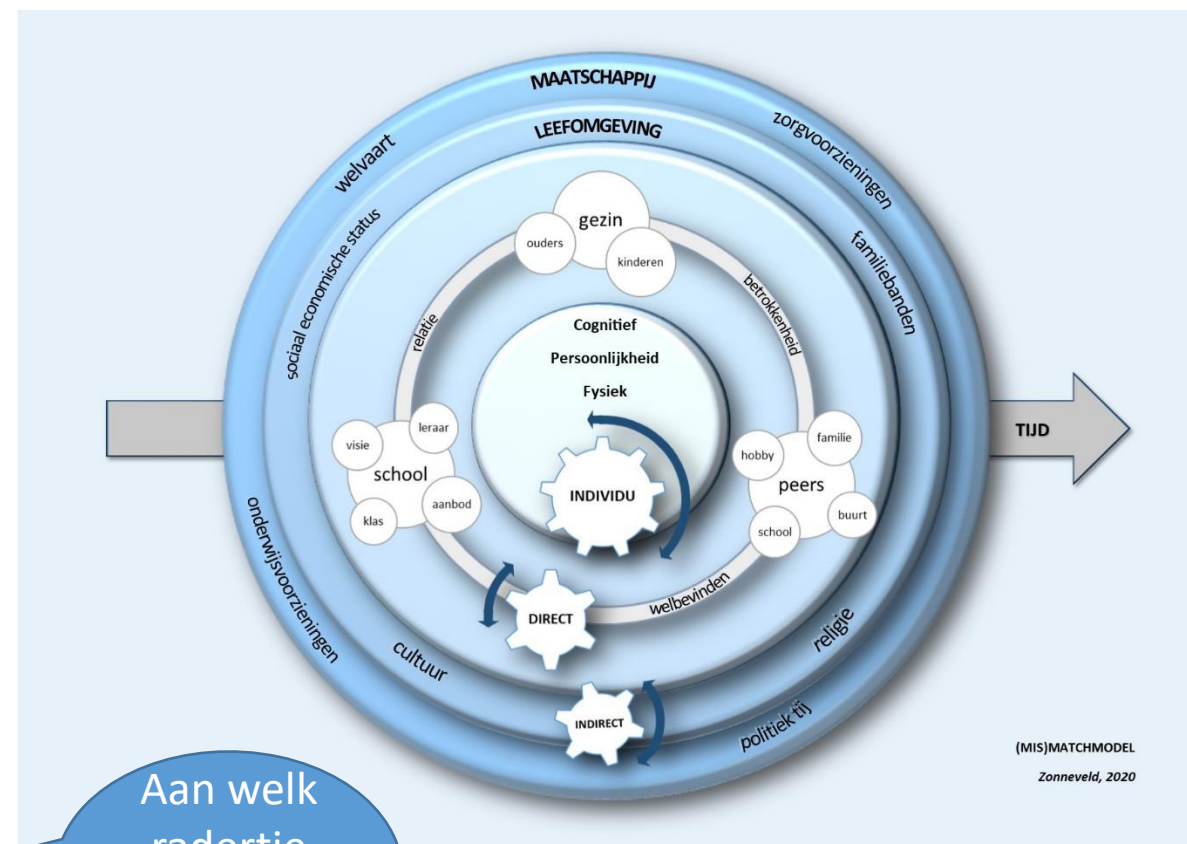 MAATSCHAPPIJ
welvaart
zorgvoorzieningen
LEEFOMGEVING
sociaal economische status
familiebanden
gezin
ouders
kinderen
relatie
betrokkenheid
Cognitief
Persoonlijkheid
Fysiek
TIJD
visie
leraar
school
klas
aanbod
INDIVIDU
hobby
familie
peers
school
buurt
welbevinden
DIRECT
onderwijsvoorzieningen
cultuur
religie
INDIRECT
politiek tij
(MIS)MATCHMODEL
Zonneveld, 2020
Aan welk
radertje